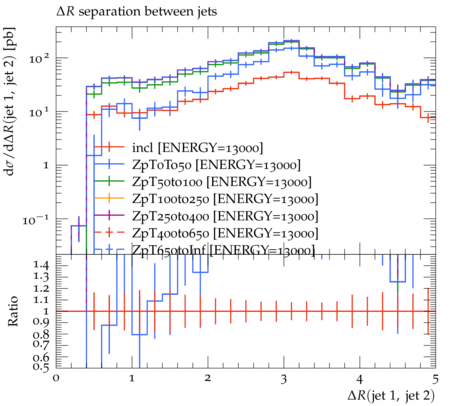 ΔR separation between jets
dσ/dΔR(jet 1, jet 2) [pb]
10²
10¹
1
10⁻¹
incl [ENERGY=13000]
ZpT0To50 [ENERGY=13000]
ZpT50to100 [ENERGY=13000]
ZpT100to250 [ENERGY=13000]
ZpT250to400 [ENERGY=13000]
ZpT400to650 [ENERGY=13000]
ZpT650toInf [ENERGY=13000]
Ratio
1.4
1.3
1.2
1.1
1
0.9
0.8
0.7
0.6
0.5
0 1 2 3 4 5
ΔR(jet 1, jet 2)